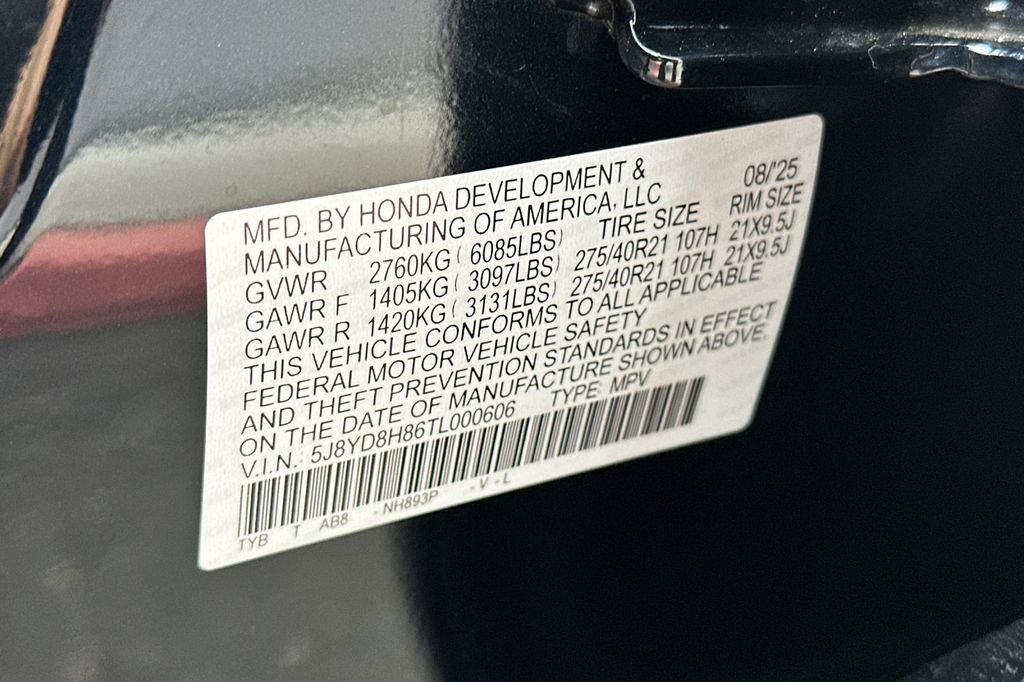 MFD. BY HONDA DEVELOPMENT & 08/'25
MANUFACTURING OF AMERICA, LLC
TIRE SIZE RIM SIZE
GVWR 2760KG ( 6085LBS)
GAWR F 1405KG ( 3097LBS) 275/40R21 107H 21X9.5J
GAWR R 1420KG ( 3131LBS) 275/40R21 107H 21X9.5J
THIS VEHICLE CONFORMS TO ALL APPLICABLE
FEDERAL MOTOR VEHICLE SAFETY
AND THEFT PREVENTION STANDARDS IN EFFECT
ON THE DATE OF MANUFACTURE SHOWN ABOVE.
V.I.N.: 5J8YD8H86TL000606 TYPE: MPV
TYB T AB8 -NH893P -V-L